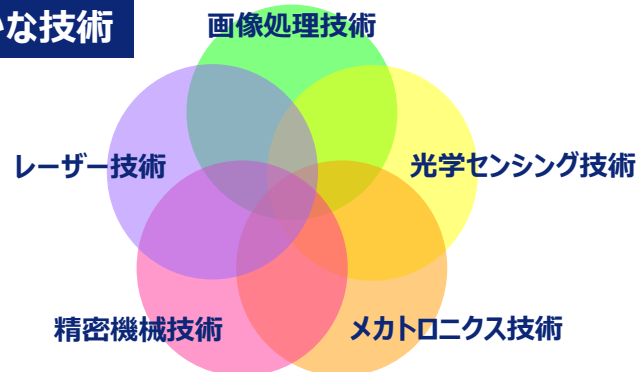 な技術
画像処理技術
レーザー技術
光学センシング技術
精密機械技術
メカトロニクス技術